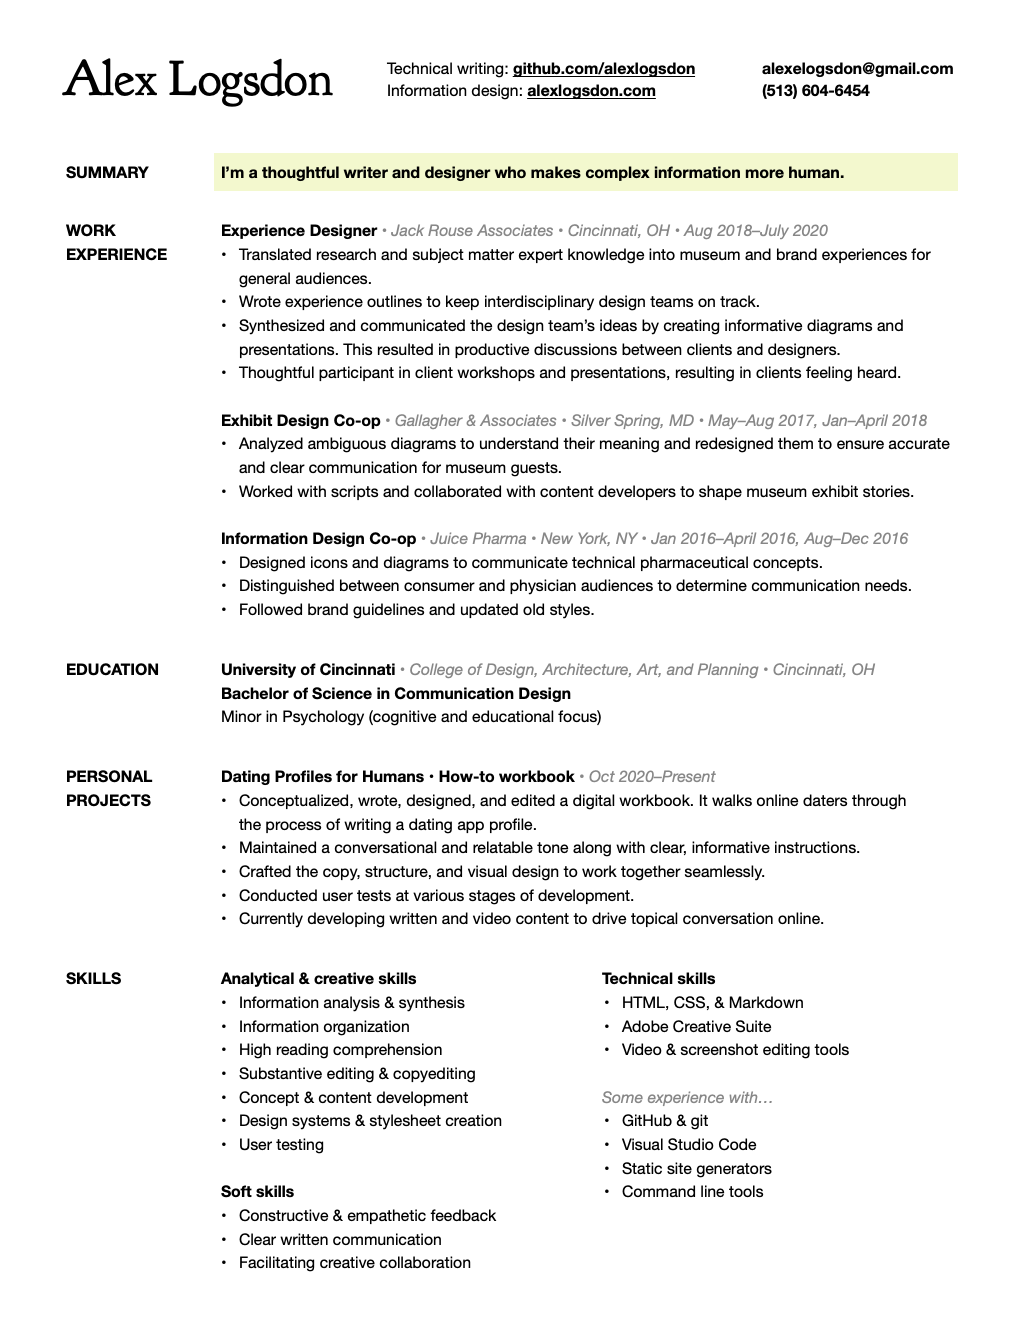 Alex Logsdon
Technical writing: github.com/alexlogsdon
Information design: alexlogsdon.com
alexelogsdon@gmail.com
(513) 604-6454
SUMMARY
I'm a thoughtful writer and designer who makes complex information more human.
WORK
EXPERIENCE
Experience Designer • Jack Rouse Associates • Cincinnati, OH • Aug 2018–July 2020
• Translated research and subject matter expert knowledge into museum and brand experiences for
general audiences.
• Wrote experience outlines to keep interdisciplinary design teams on track.
• Synthesized and communicated the design team's ideas by creating informative diagrams and
presentations. This resulted in productive discussions between clients and designers.
• Thoughtful participant in client workshops and presentations, resulting in clients feeling heard.
Exhibit Design Co-op • Gallagher & Associates • Silver Spring, MD • May–Aug 2017, Jan–April 2018
• Analyzed ambiguous diagrams to understand their meaning and redesigned them to ensure accurate
and clear communication for museum guests.
• Worked with scripts and collaborated with content developers to shape museum exhibit stories.
Information Design Co-op • Juice Pharma • New York, NY • Jan 2016–April 2016, Aug–Dec 2016
• Designed icons and diagrams to communicate technical pharmaceutical concepts.
• Distinguished between consumer and physician audiences to determine communication needs.
• Followed brand guidelines and updated old styles.
EDUCATION
University of Cincinnati • College of Design, Architecture, Art, and Planning • Cincinnati, OH
Bachelor of Science in Communication Design
Minor in Psychology (cognitive and educational focus)
PERSONAL
PROJECTS
Dating Profiles for Humans • How-to workbook • Oct 2020–Present
• Conceptualized, wrote, designed, and edited a digital workbook. It walks online daters through
the process of writing a dating app profile.
• Maintained a conversational and relatable tone along with clear, informative instructions.
• Crafted the copy, structure, and visual design to work together seamlessly.
• Conducted user tests at various stages of development.
• Currently developing written and video content to drive topical conversation online.
SKILLS
Analytical & creative skills
• Information analysis & synthesis
• Information organization
• High reading comprehension
• Substantive editing & copyediting
• Concept & content development
• Design systems & stylesheet creation
• User testing
Soft skills
• Constructive & empathetic feedback
• Clear written communication
• Facilitating creative collaboration
Technical skills
• HTML, CSS, & Markdown
• Adobe Creative Suite
• Video & screenshot editing tools
Some experience with…
• GitHub & git
• Visual Studio Code
• Static site generators
• Command line tools